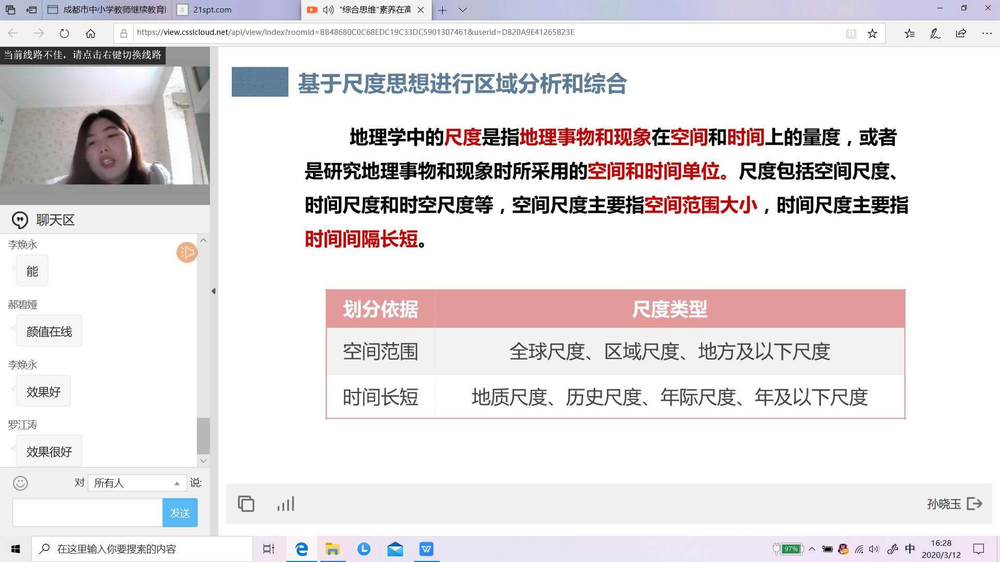 成都市中小学教师继续教育
21spt.com
“综合思维”素养在高
https://view.csslcloud.net/api/view/index?roomid=BB48680C0C68EDC19C33DC5901307461&userid=D820A9E41265B23E
当前线路不佳，请点击右键切换线路
基于尺度思想进行区域分析和综合
地理学中的尺度是指地理事物和现象在空间和时间上的量度，或者
是研究地理事物和现象时所采用的空间和时间单位。尺度包括空间尺度、
时间尺度和时空尺度等，空间尺度主要指空间范围大小，时间尺度主要指
时间间隔长短。
划分依据 尺度类型
空间范围 全球尺度、区域尺度、地方及以下尺度
时间长短 地质尺度、历史尺度、年际尺度、年及以下尺度
聊天区
李焕永
能
郝碧娅
颜值在线
李焕永
效果好
罗江涛
效果很好
对 所有人 说:
发送
孙晓玉
在这里输入你要搜索的内容
97%
中
16:28
2020/3/12